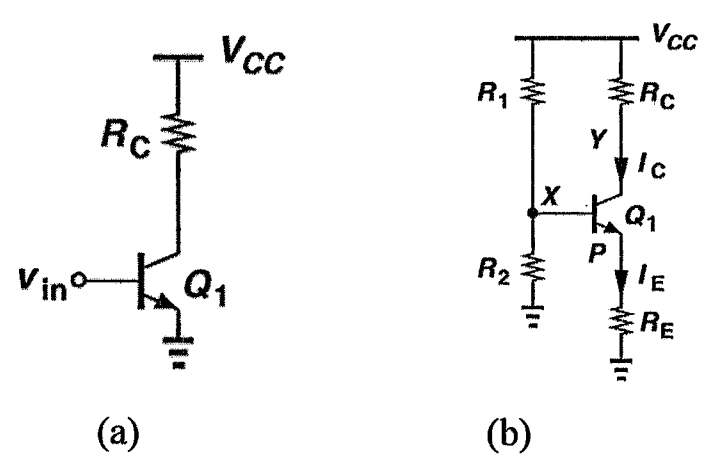 V_CC
R_C
v_in
Q_1
(a)
V_CC
R_1
R_C
Y
I_C
X
Q_1
P
R_2
I_E
R_E
(b)